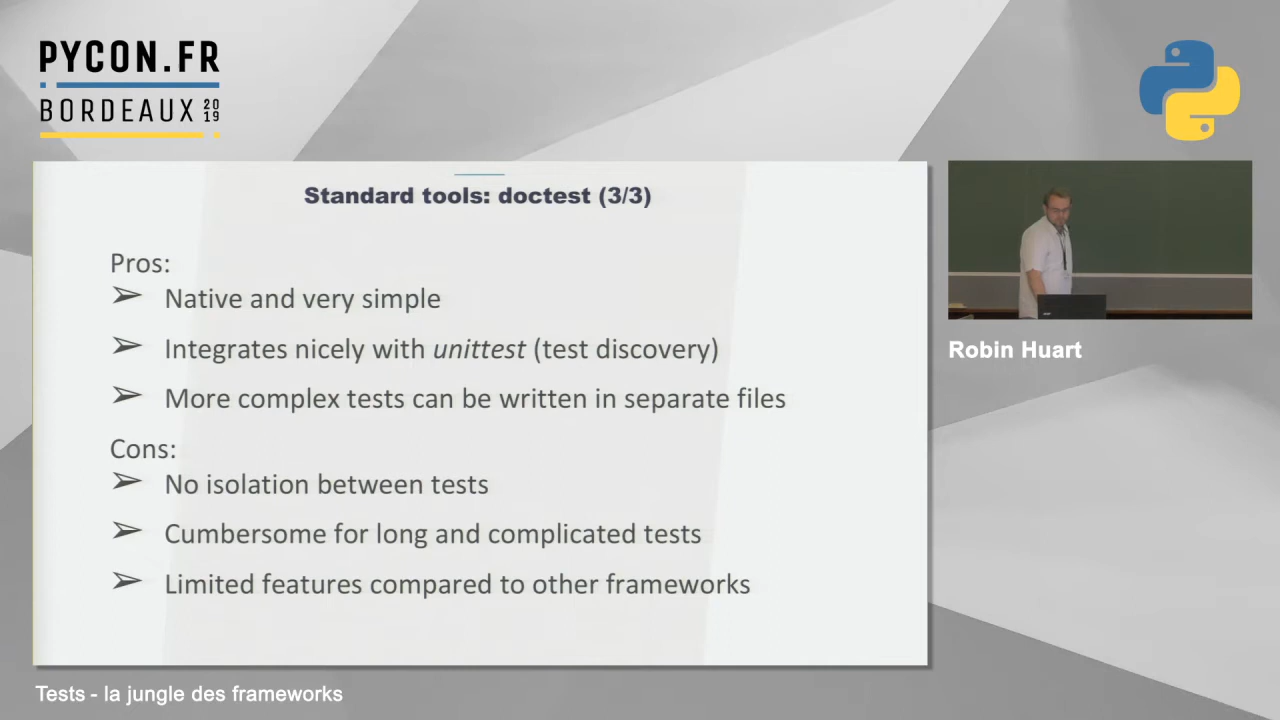 PYCON.FR
BORDEAUX 2019
Standard tools: doctest (3/3)
Pros:
➢ Native and very simple
➢ Integrates nicely with unittest (test discovery)
➢ More complex tests can be written in separate files
Cons:
➢ No isolation between tests
➢ Cumbersome for long and complicated tests
➢ Limited features compared to other frameworks
Robin Huart
Tests - la jungle des frameworks